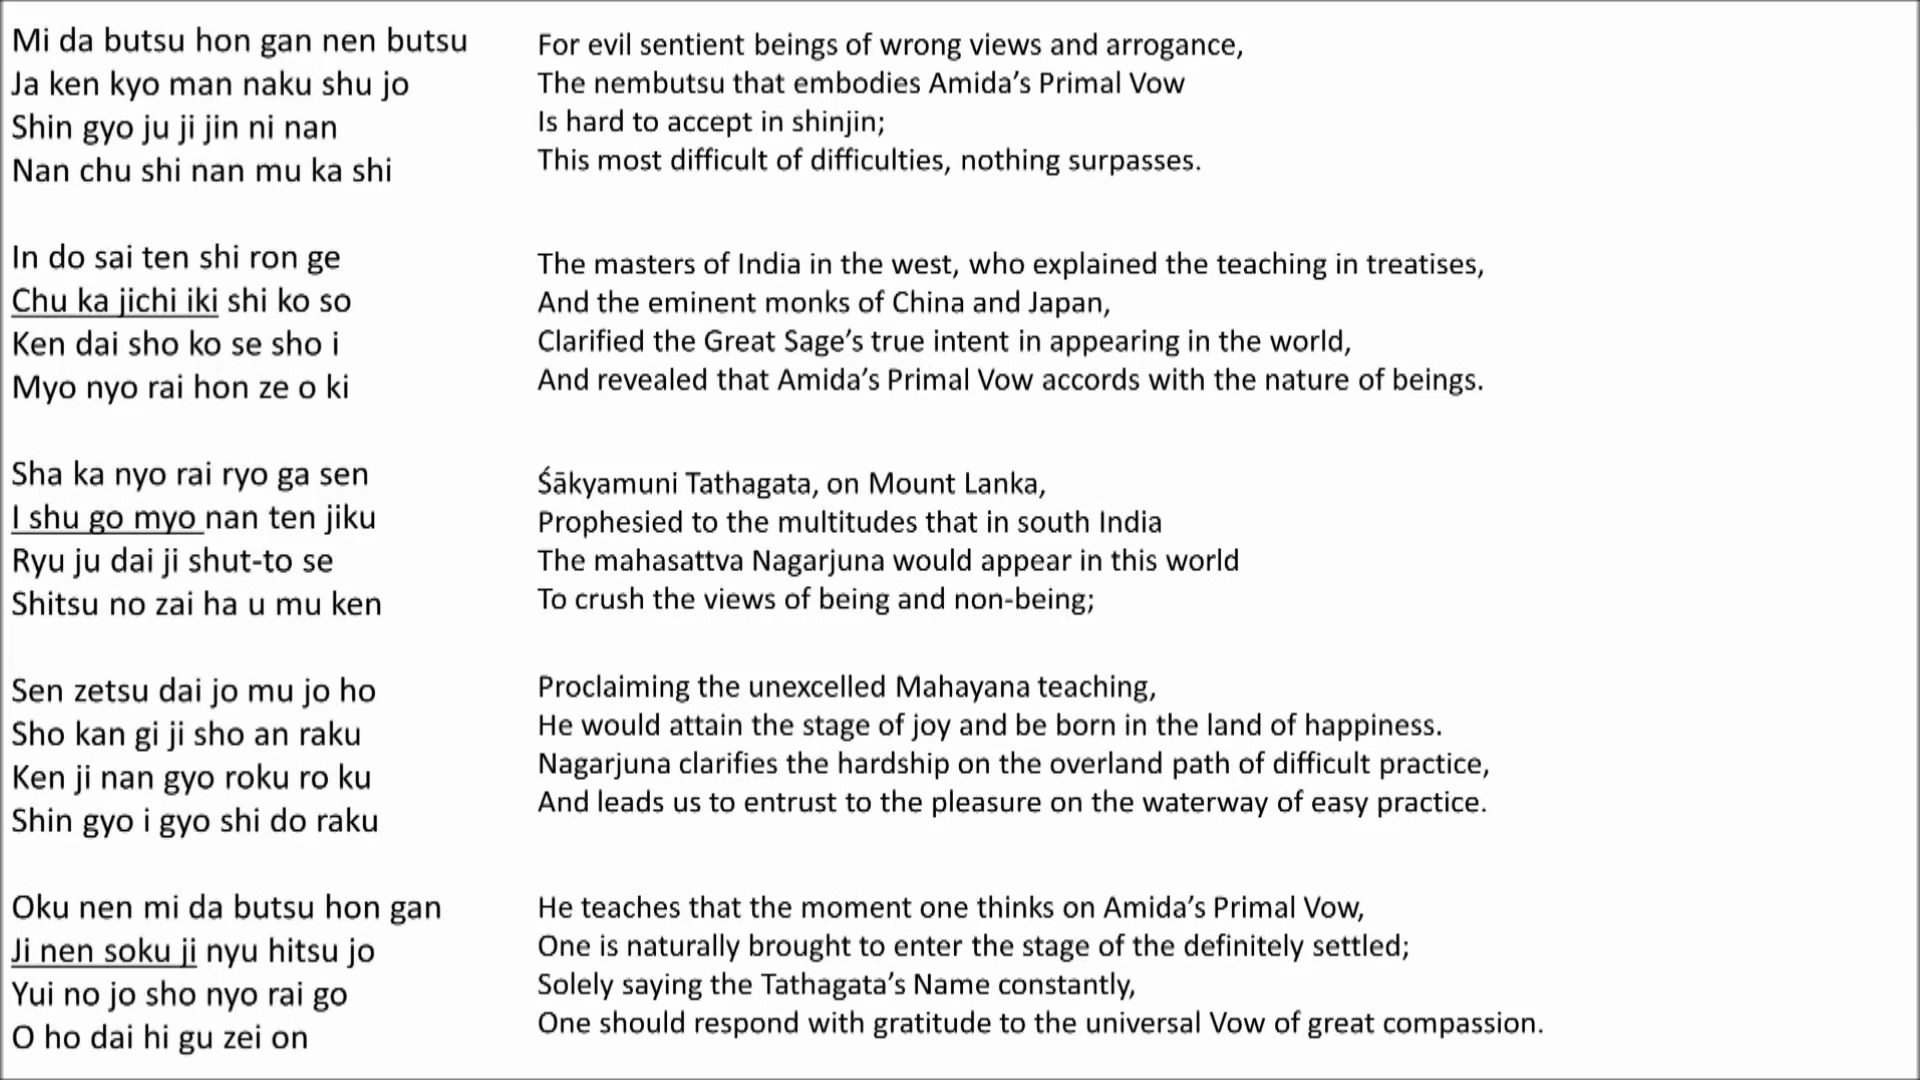 Mi da butsu hon gan nen butsu
Ja ken kyo man naku shu jo
Shin gyo ju ji jin ni nan
Nan chu shi nan mu ka shi
For evil sentient beings of wrong views and arrogance,
The nembutsu that embodies Amida’s Primal Vow
Is hard to accept in shinjin;
This most difficult of difficulties, nothing surpasses.
In do sai ten shi ron ge
Chu ka jichi iki shi ko so
Ken dai sho ko se sho i
Myo nyo rai hon ze o ki
The masters of India in the west, who explained the teaching in treatises,
And the eminent monks of China and Japan,
Clarified the Great Sage’s true intent in appearing in the world,
And revealed that Amida’s Primal Vow accords with the nature of beings.
Sha ka nyo rai ryo ga sen
I shu go myo nan ten jiku
Ryu ju dai ji shut-to se
Shitsu no zai ha u mu ken
Śākyamuni Tathagata, on Mount Lanka,
Prophesied to the multitudes that in south India
The mahasattva Nagarjuna would appear in this world
To crush the views of being and non-being;
Sen zetsu dai jo mu jo ho
Sho kan gi ji sho an raku
Ken ji nan gyo roku ro ku
Shin gyo i gyo shi do raku
Proclaiming the unexcelled Mahayana teaching,
He would attain the stage of joy and be born in the land of happiness.
Nagarjuna clarifies the hardship on the overland path of difficult practice,
And leads us to entrust to the pleasure on the waterway of easy practice.
Oku nen mi da butsu hon gan
Ji nen soku ji nyu hitsu jo
Yui no jo sho nyo rai go
O ho dai hi gu zei on
He teaches that the moment one thinks on Amida’s Primal Vow,
One is naturally brought to enter the stage of the definitely settled;
Solely saying the Tathagata’s Name constantly,
One should respond with gratitude to the universal Vow of great compassion.